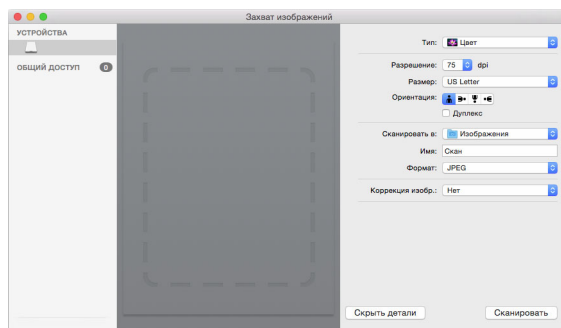 Захват изображений
УСТРОЙСТВА
ОБЩИЙ ДОСТУП 0
Тип: Цвет
Разрешение: 75 dpi
Размер: US Letter
Ориентация:
Дуплекс
Сканировать в: Изображения
Имя: Скан
Формат: JPEG
Коррекция изобр.: Нет
Скрыть детали Сканировать